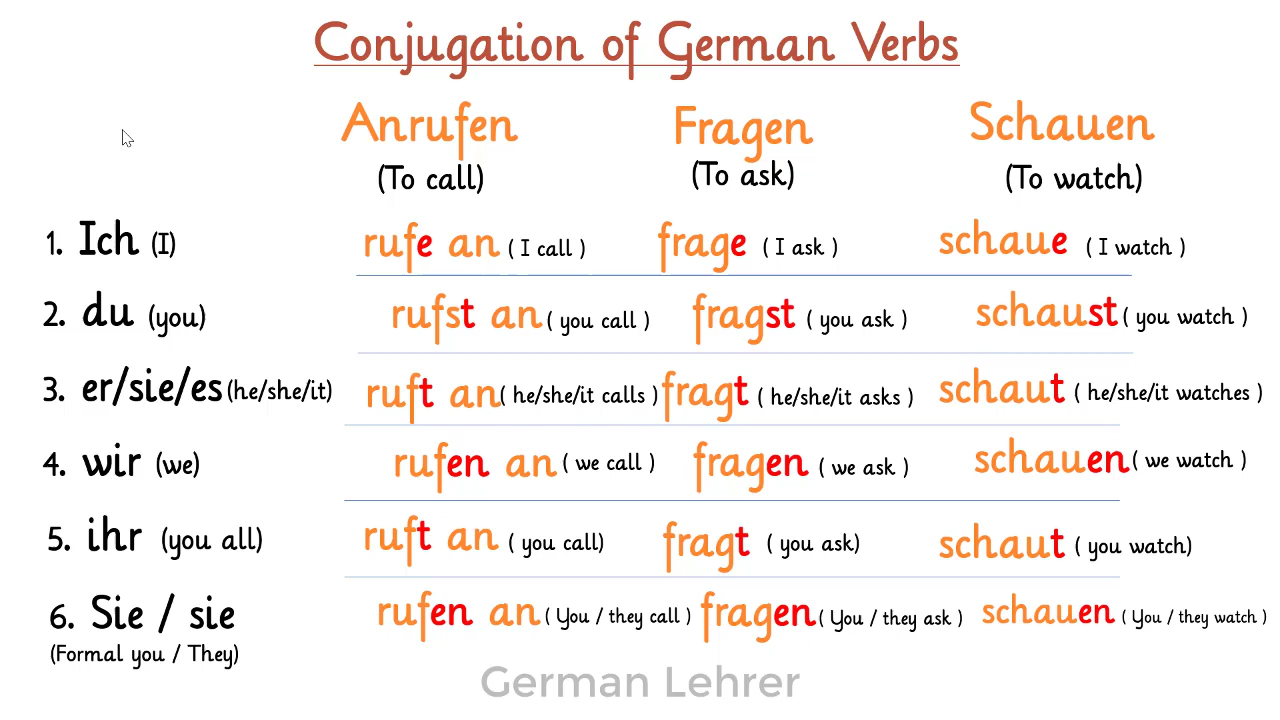 Conjugation of German Verbs
Anrufen Fragen Schauen
(To call) (To ask) (To watch)
1. Ich (I) rufe an ( I call ) frage ( I ask ) schaue ( I watch )
2. du (you) rufst an ( you call ) fragst ( you ask ) schaust ( you watch )
3. er/sie/es (he/she/it) ruft an ( he/she/it calls ) fragt ( he/she/it asks ) schaut ( he/she/it watches )
4. wir (we) rufen an ( we call ) fragen ( we ask ) schauen ( we watch )
5. ihr (you all) ruft an ( you call) fragt ( you ask) schaut ( you watch)
6. Sie / sie rufen an ( You / they call ) fragen ( You / they ask ) schauen ( You / they watch )
(Formal you / They)
German Lehrer